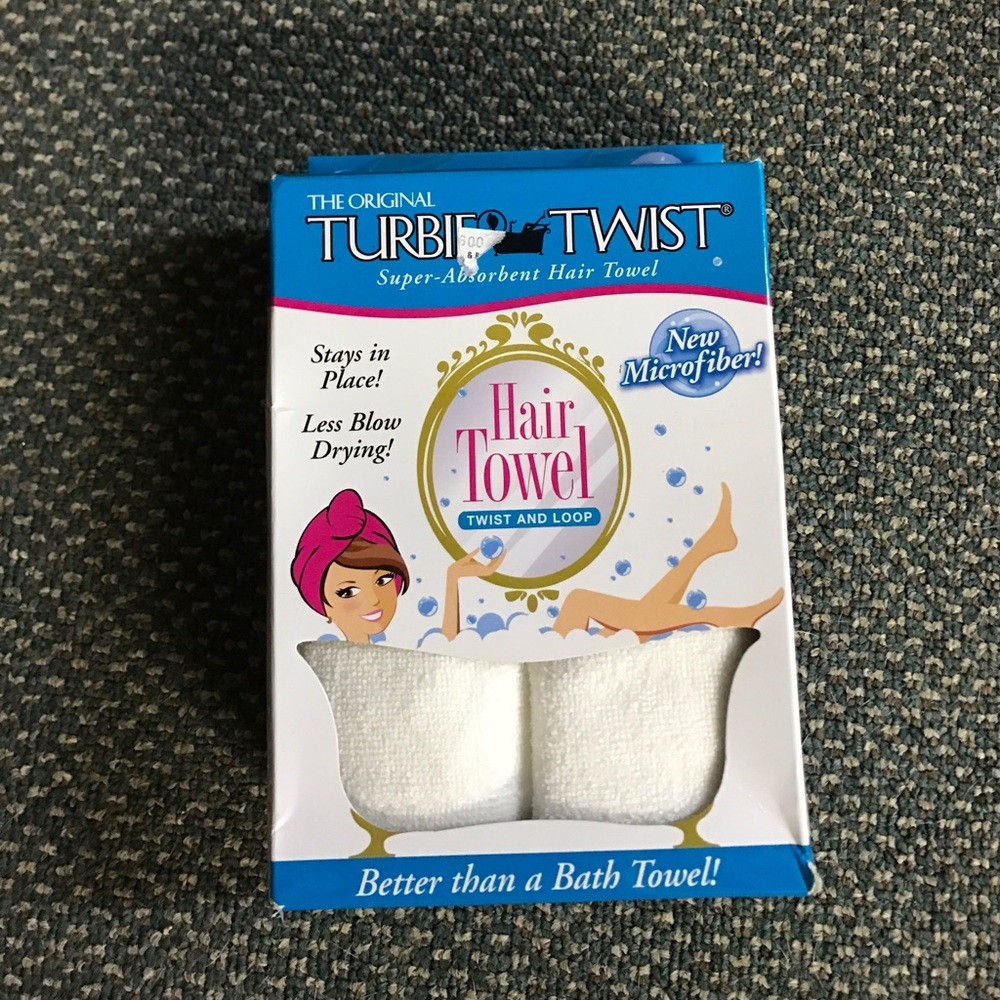 THE ORIGINAL
TURBIE TWIST®
600
Super-Absorbent Hair Towel
Stays in
Place!
New
Microfiber!
Less Blow
Drying!
Hair
Towel
TWIST AND LOOP
Better than a Bath Towel!